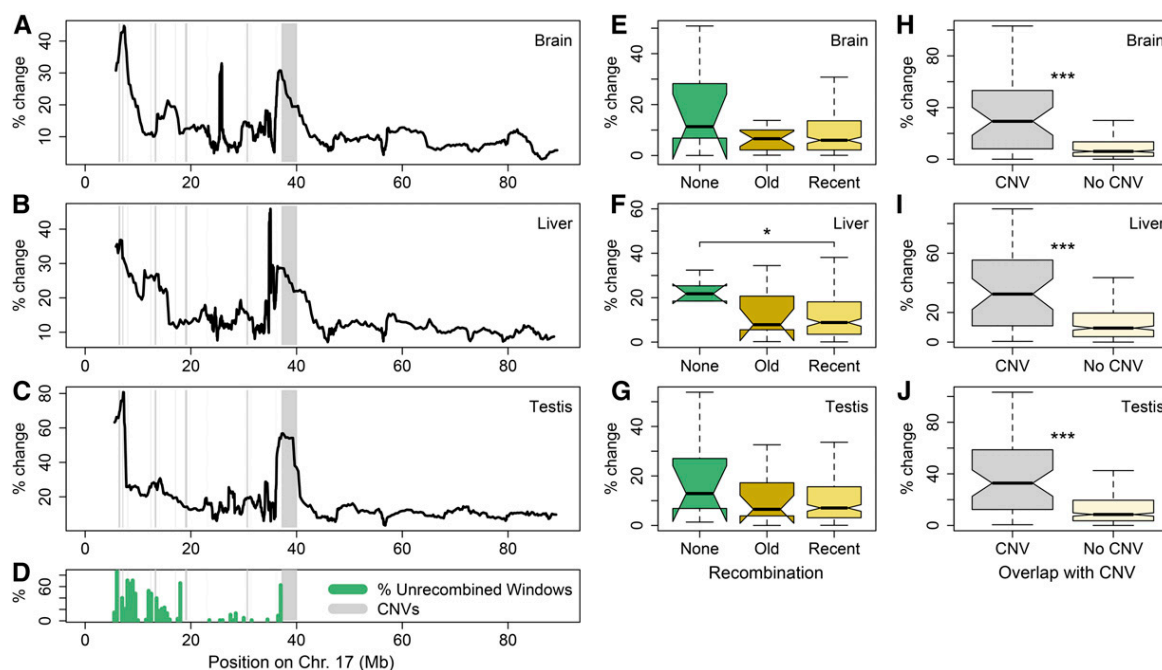 A
Brain
% change
10 20 30 40
0 20 40 60 80
B
Liver
% change
10 20 30 40
0 20 40 60 80
C
Testis
% change
20 40 60 80
0 20 40 60 80
D
%
0 60
% Unrecombined Windows
CNVs
0 20 40 60 80
Position on Chr. 17 (Mb)
E
Brain
% change
0 10 20 30 40 50
None Old Recent
F
Liver
% change
0 20 40 60
*
None Old Recent
G
Testis
% change
0 20 40
None Old Recent
Recombination
H
Brain
% change
0 40 80
***
CNV No CNV
I
Liver
% change
0 20 40 80
***
CNV No CNV
J
Testis
% change
0 40 80
***
CNV No CNV
Overlap with CNV